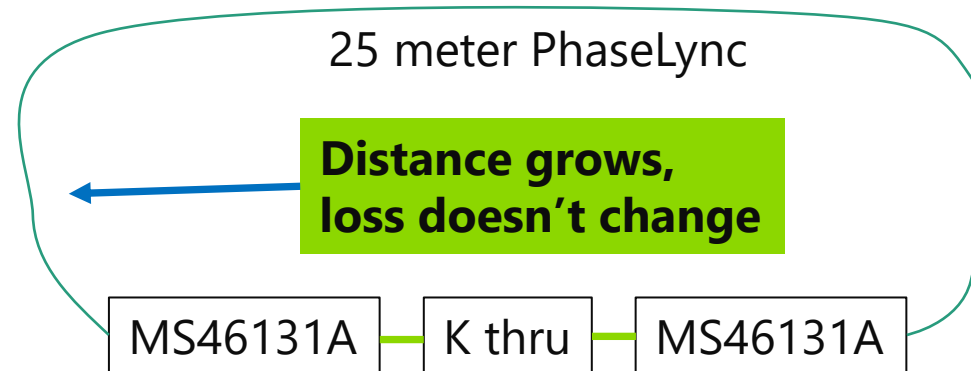 25 meter PhaseLync
Distance grows,
loss doesn’t change
MS46131A
K thru
MS46131A